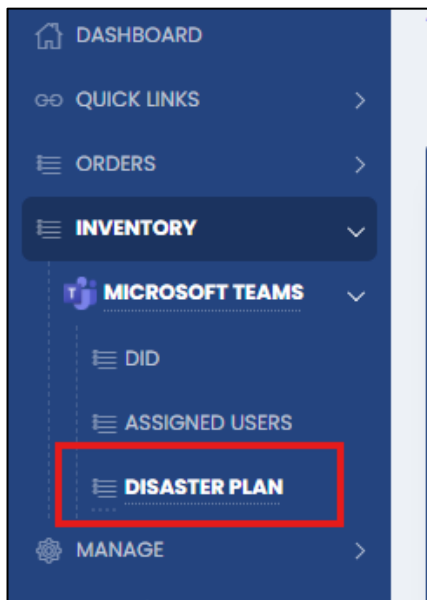 DASHBOARD
QUICK LINKS
ORDERS
INVENTORY
MICROSOFT TEAMS
DID
ASSIGNED USERS
DISASTER PLAN
MANAGE